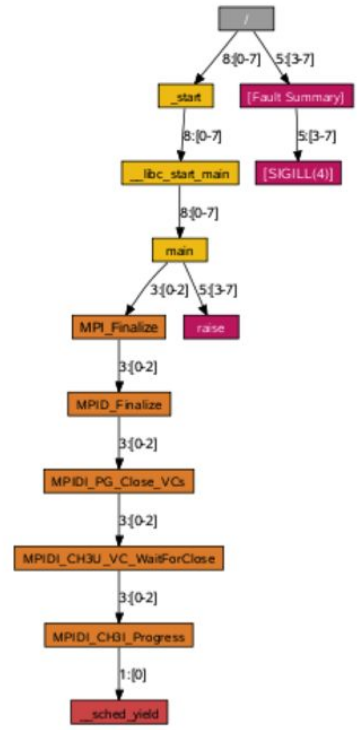 /
8:[0-7]
5:[3-7]
_start
[Fault Summary]
8:[0-7]
5:[3-7]
__libc_start_main
[SIGILL(4)]
8:[0-7]
main
3:[0-2]
5:[3-7]
MPI_Finalize
raise
3:[0-2]
MPID_Finalize
3:[0-2]
MPIDI_PG_Close_VCs
3:[0-2]
MPIDI_CH3U_VC_WaitForClose
3:[0-2]
MPIDI_CH3I_Progress
1:[0]
__sched_yield